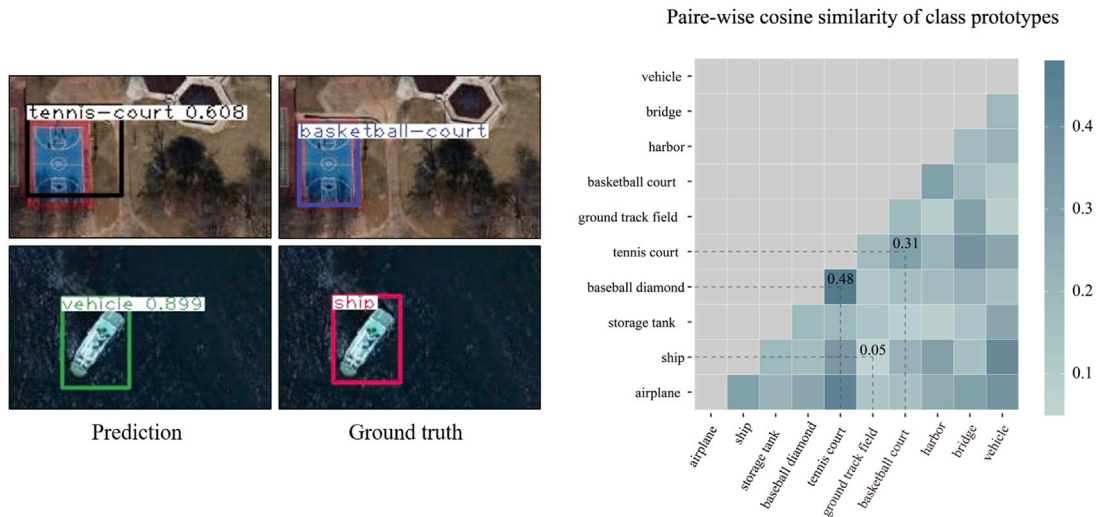 Paire-wise cosine similarity of class prototypes
tennis-court 0.608
basketball-court
vehicle 0.899
ship
Prediction
Ground truth
vehicle
bridge
harbor
basketball court
ground track field
tennis court
baseball diamond
storage tank
ship
airplane
0.31
0.48
0.05
airplane
ship
storage tank
baseball diamond
tennis court
ground track field
basketball court
harbor
bridge
vehicle
0.4
0.3
0.2
0.1